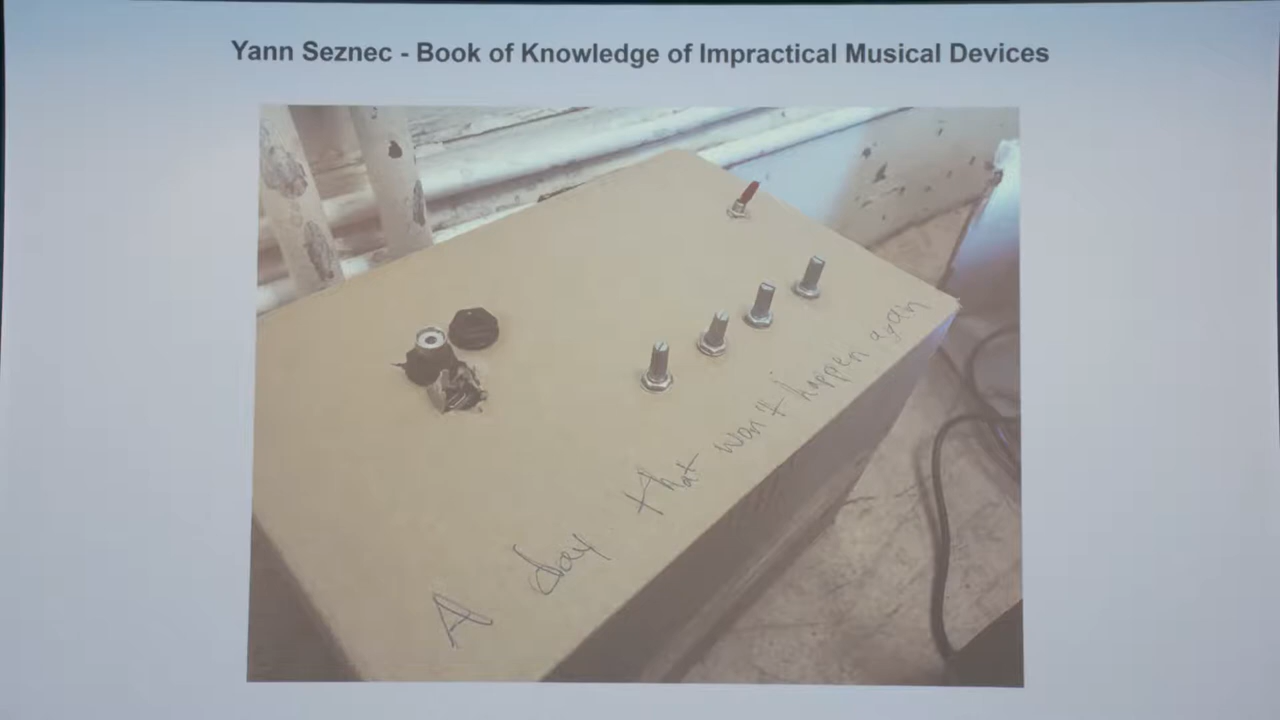 Yann Seznec - Book of Knowledge of Impractical Musical Devices
A day that won't happen again